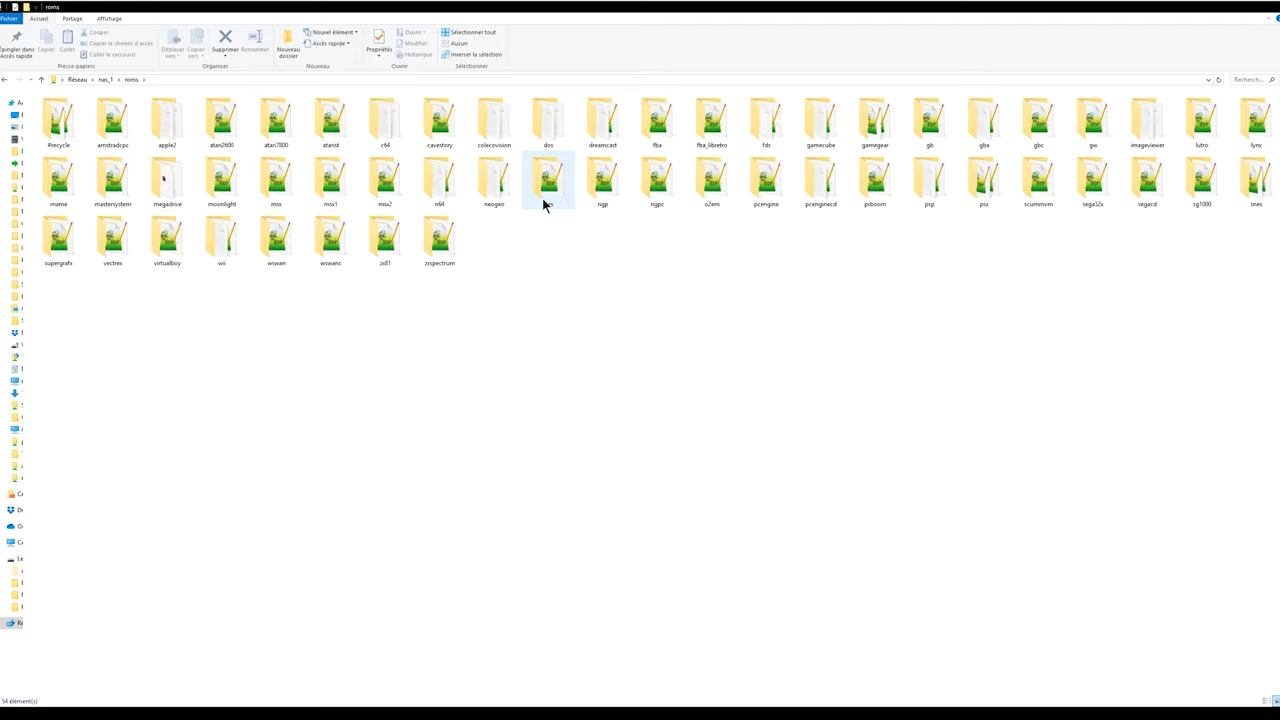 roms
Fichier Accueil Partage Affichage
Épingler dans Accès rapide
Copier
Coller
Couper
Copier le chemin d'accès
Coller le raccourci
Presse-papiers
Déplacer vers
Copier vers
Supprimer
Renommer
Organiser
Nouveau dossier
Nouvel élément
Accès rapide
Nouveau
Propriétés
Ouvrir
Modifier
Historique
Ouvrir
Sélectionner tout
Aucun
Inverser la sélection
Sélectionner
Réseau > nas_1 > roms >
Recherch...
#recycle amstradcpc apple2 atari2600 atari7800 atarist c64 cavestory colecovision dos dreamcast fba fba_libretro fds gamecube gamegear gb gba gbc gw imageviewer lutro lynx
mame mastersystem megadrive moonlight msx msx1 msx2 n64 neogeo ngp ngpc o2em pcengine pcenginecd prboom psp psx scummvm sega32x segacd sg1000 snes
supergrafx vectrex virtualboy wii wswan wswanc zx81 zxspectrum
54 élément(s)